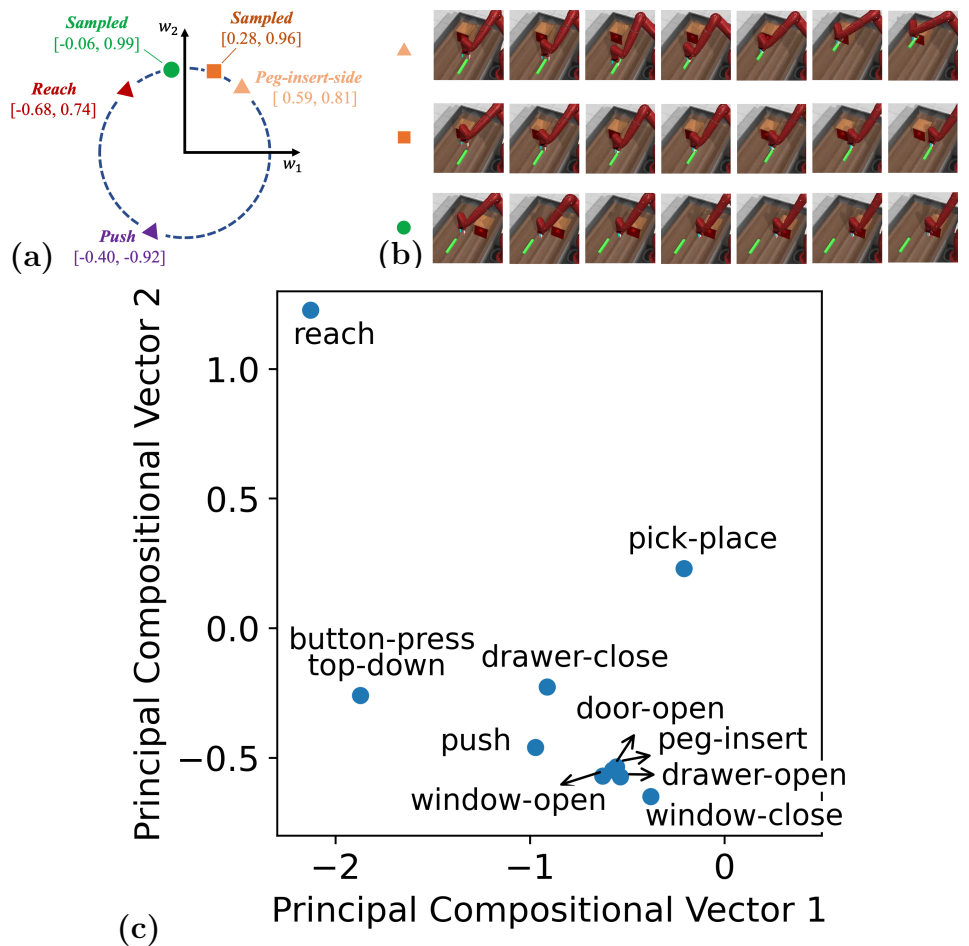 w2
Sampled
[-0.06, 0.99]
Sampled
[0.28, 0.96]
Reach
[-0.68, 0.74]
Peg-insert-side
[ 0.59, 0.81]
w1
Push
[-0.40, -0.92]
(a)
(b)
Principal Compositional Vector 2
1.0
0.5
0.0
−0.5
reach
pick-place
button-press
top-down
drawer-close
door-open
push
peg-insert
drawer-open
window-open
window-close
−2
−1
0
Principal Compositional Vector 1
(c)